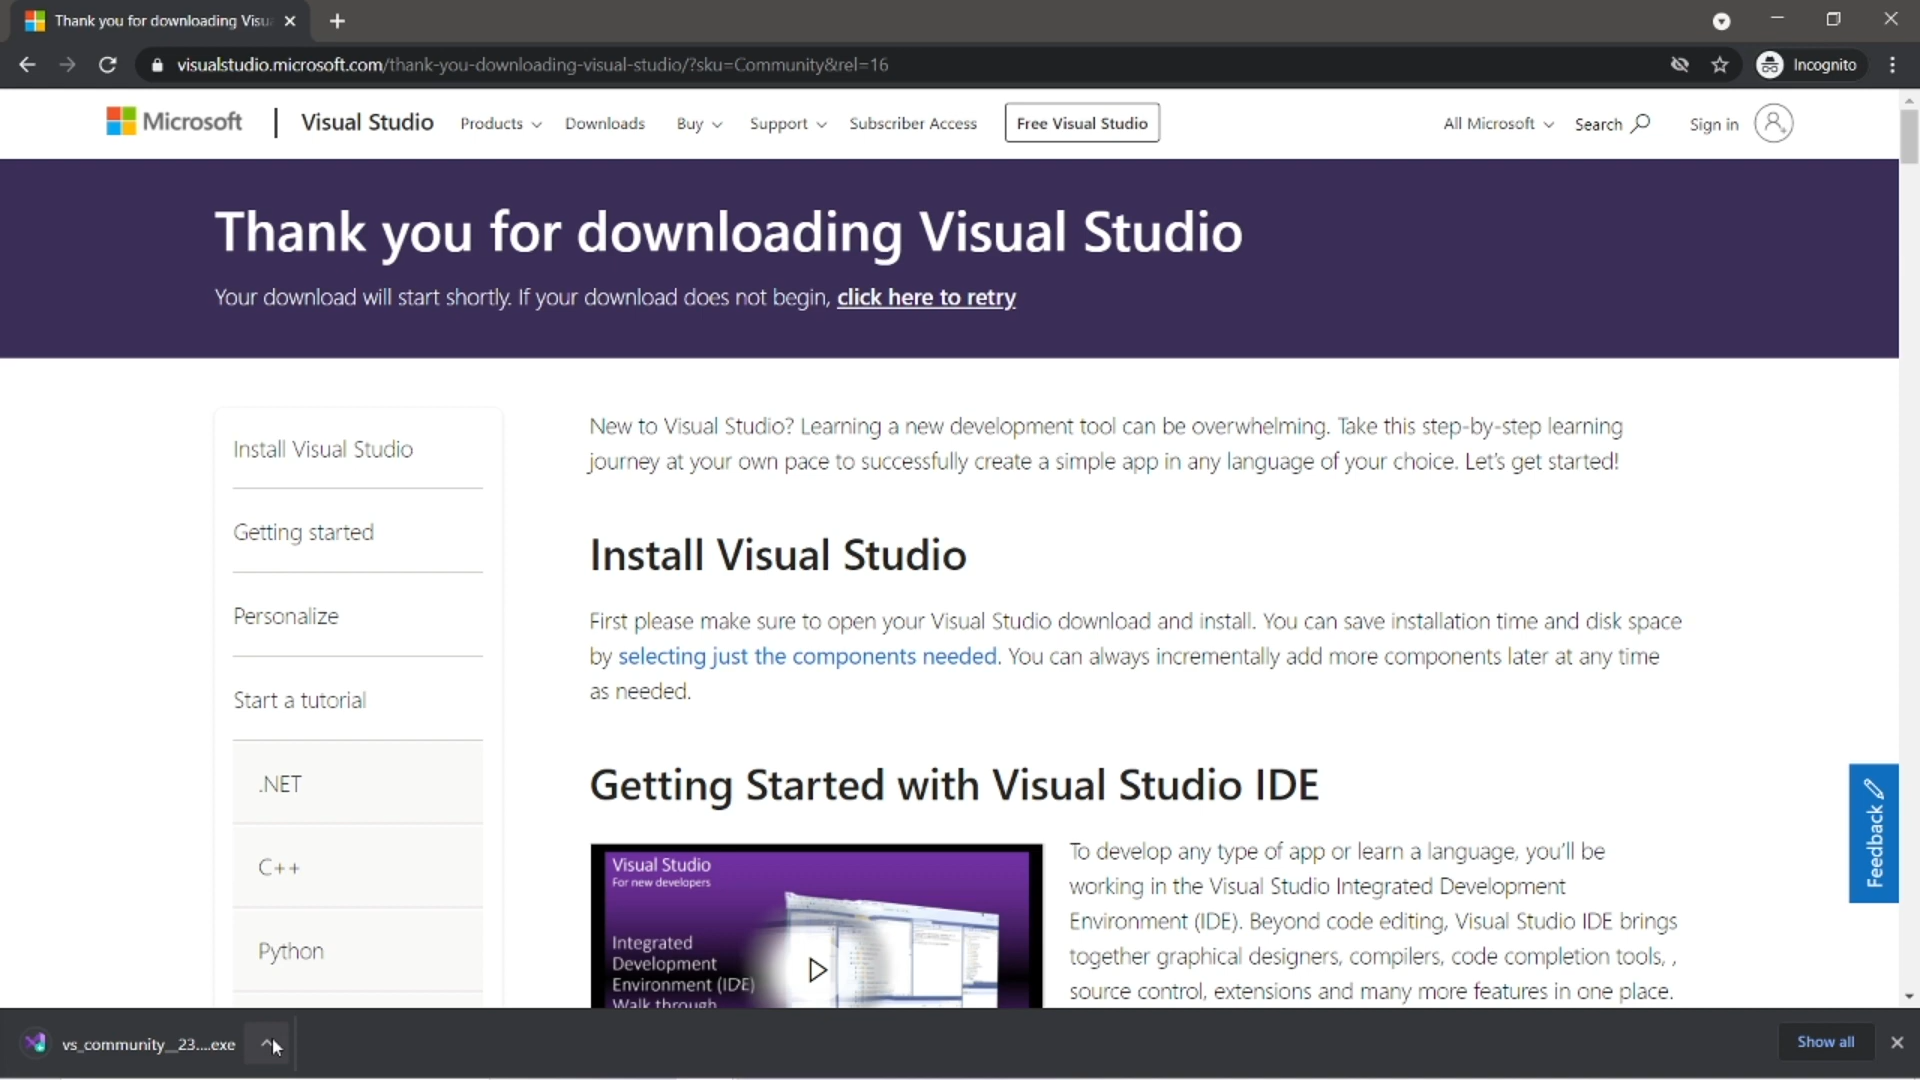 Thank you for downloading Visu
visualstudio.microsoft.com/thank-you-downloading-visual-studio/?sku=Community&rel=16
Incognito
Microsoft
Visual Studio
Products
Downloads
Buy
Support
Subscriber Access
Free Visual Studio
All Microsoft
Search
Sign in
Thank you for downloading Visual Studio
Your download will start shortly. If your download does not begin, click here to retry
Install Visual Studio
Getting started
Personalize
Start a tutorial
.NET
C++
Python
New to Visual Studio? Learning a new development tool can be overwhelming. Take this step-by-step learning
journey at your own pace to successfully create a simple app in any language of your choice. Let's get started!
Install Visual Studio
First please make sure to open your Visual Studio download and install. You can save installation time and disk space
by selecting just the components needed. You can always incrementally add more components later at any time
as needed.
Getting Started with Visual Studio IDE
Visual Studio
For new developers
Integrated
Development
Environment (IDE)
Walk through
To develop any type of app or learn a language, you'll be
working in the Visual Studio Integrated Development
Environment (IDE). Beyond code editing, Visual Studio IDE brings
together graphical designers, compilers, code completion tools, ,
source control, extensions and many more features in one place.
Feedback
vs_community__23....exe
Show all